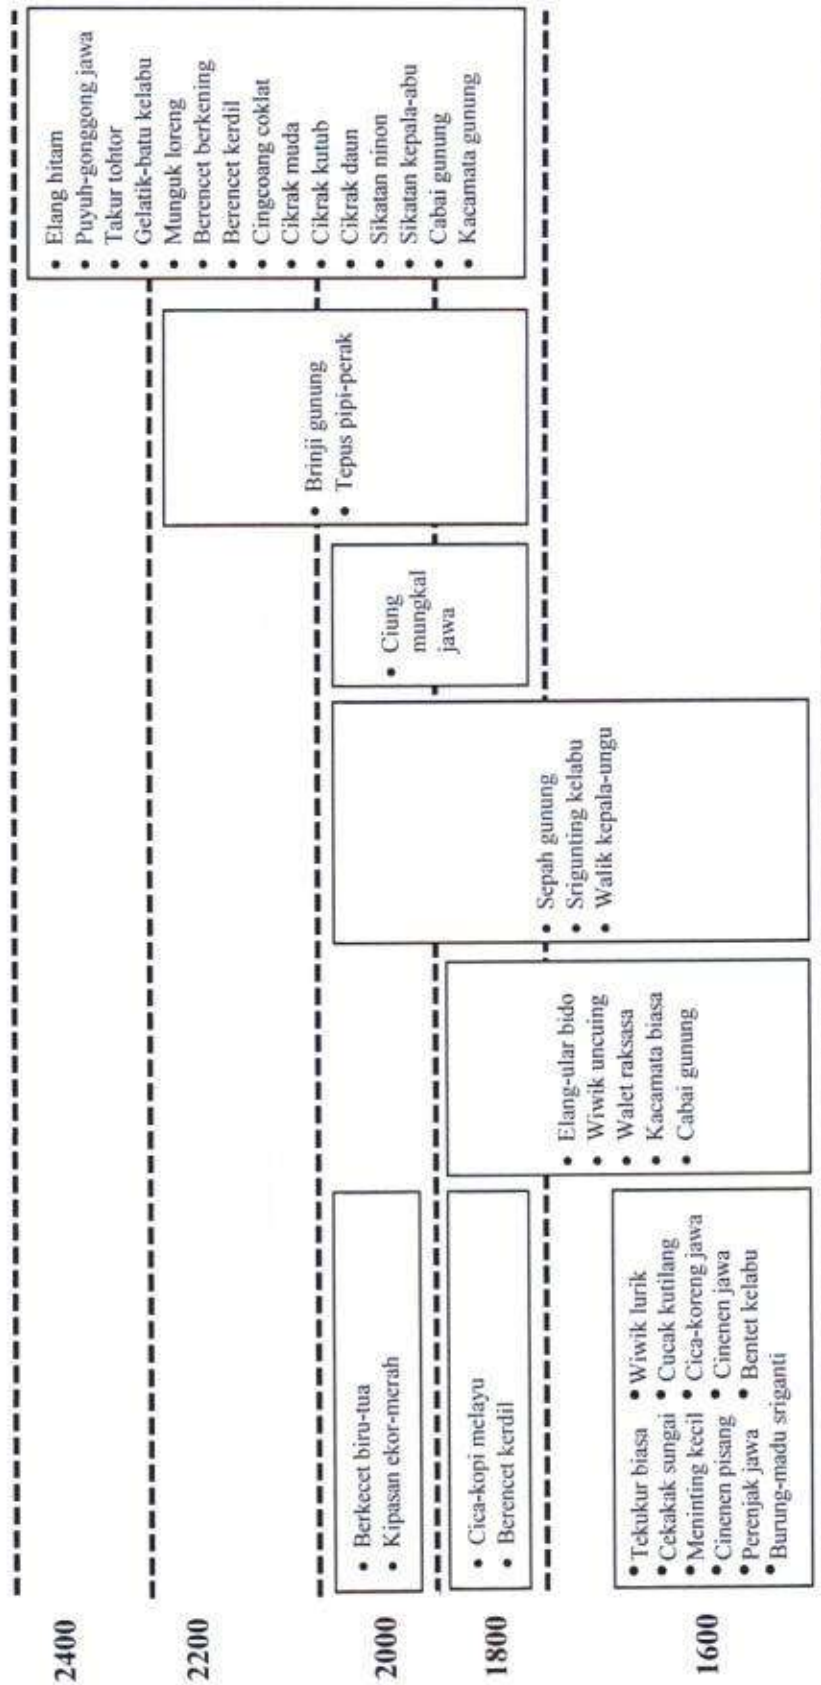 2400
2200
2000
1800
1600
• Berkecet biru-tua
• Kipasan ekor-merah
• Cica-kopi melayu
• Berencet kerdil
• Tekukur biasa
• Cekakak sungai
• Meninting kecil
• Cinenen pisang
• Perenjak jawa
• Burung-madu sriganti
• Wiwik lurik
• Cucak kutilang
• Cica-koreng jawa
• Cinenen jawa
• Bentet kelabu
• Elang-ular bido
• Wiwik uncuing
• Walet raksasa
• Kacamata biasa
• Cabai gunung
• Sepah gunung
• Srigunting kelabu
• Walik kepala-ungu
• Ciung
mungkal
jawa
• Brinji gunung
• Tepus pipi-perak
• Elang hitam
• Puyuh-gonggong jawa
• Takur tohtor
• Gelatik-batu kelabu
• Munguk loreng
• Berencet berkening
• Berencet kerdil
• Cingcoang coklat
• Cikrak muda
• Cikrak kutub
• Cikrak daun
• Sikatan ninon
• Sikatan kepala-abu
• Cabai gunung
• Kacamata gunung